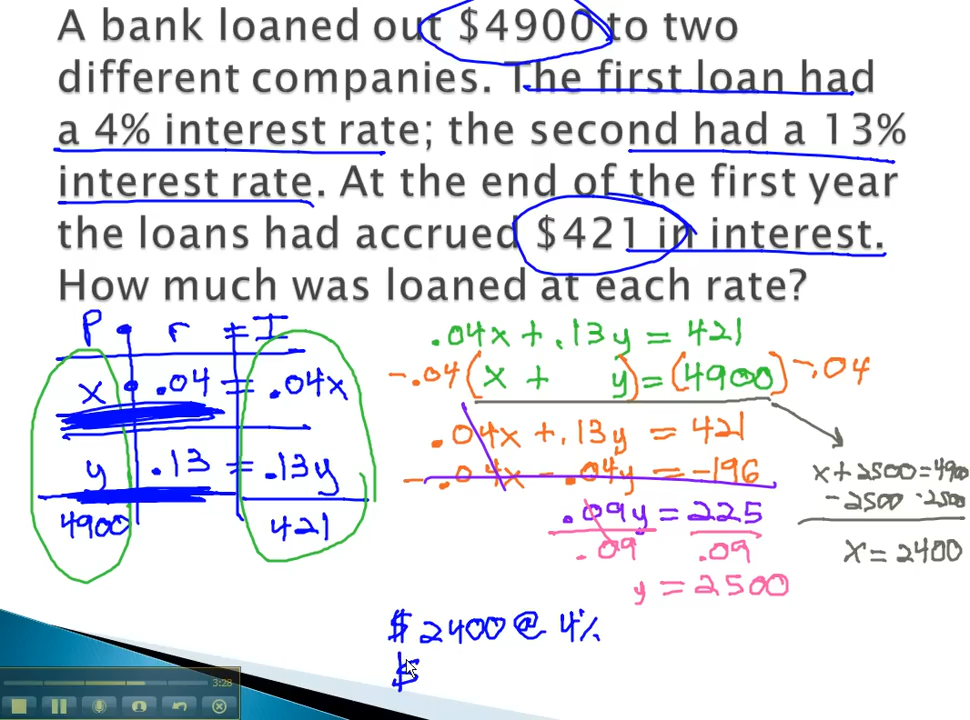 A bank loaned out $4900 to two
different companies. The first loan had
a 4% interest rate; the second had a 13%
interest rate. At the end of the first year
the loans had accrued $421 in interest.
How much was loaned at each rate?
P • r = I
x • .04 = .04x
y .13 = .13y
4900 421
.04x + .13y = 421
-.04 (x + y) = (4900) -.04
.04x + .13y = 421
-.04x - .04y = -196
.09y = 225
.09 .09
y = 2500
x + 2500 = 4900
- 2500 - 2500
x = 2400
$ 2400 @ 4%
$
3:28